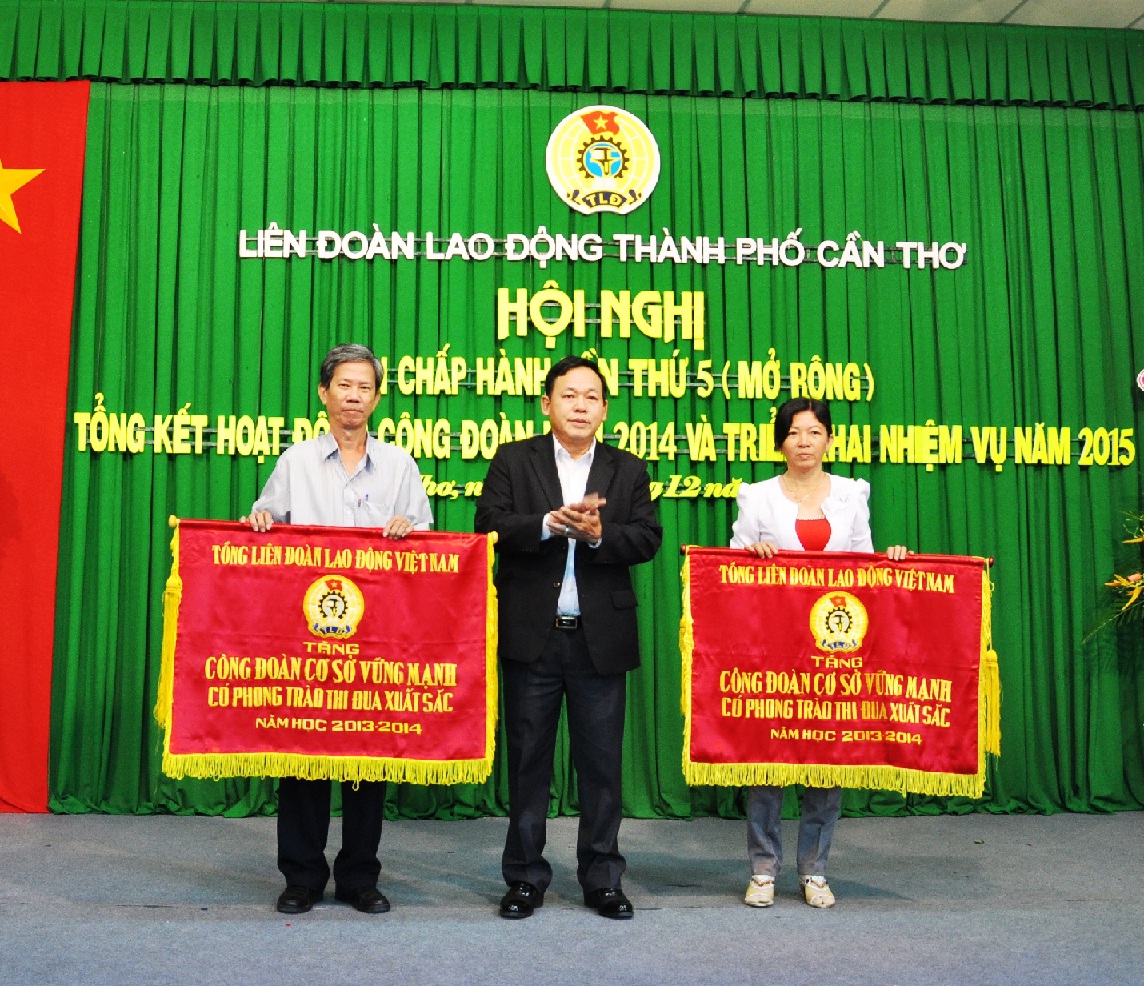 TLĐ
LIÊN ĐOÀN LAO ĐỘNG THÀNH PHỐ CẦN THƠ
HỘI NGHỊ
CHẤP HÀNH THỨ 5 ( MỞ RỘNG )
TỔNG KẾT HOẠT CÔNG ĐOÀN 2014 VÀ TRIỂN KHAI NHIỆM VỤ NĂM 2015
12
TỔNG LIÊN ĐOÀN LAO ĐỘNG VIỆT NAM
TLĐ
TẶNG
CÔNG ĐOÀN CƠ SỞ VỮNG MẠNH
CÓ PHONG TRÀO THI ĐUA XUẤT SẮC
NĂM HỌC 2013-2014
TỔNG LIÊN ĐOÀN LAO ĐỘNG VIỆT NAM
TLĐ
TẶNG
CÔNG ĐOÀN CƠ SỞ VỮNG MẠNH
CÓ PHONG TRÀO THI ĐUA XUẤT SẮC
NĂM HỌC 2013-2014